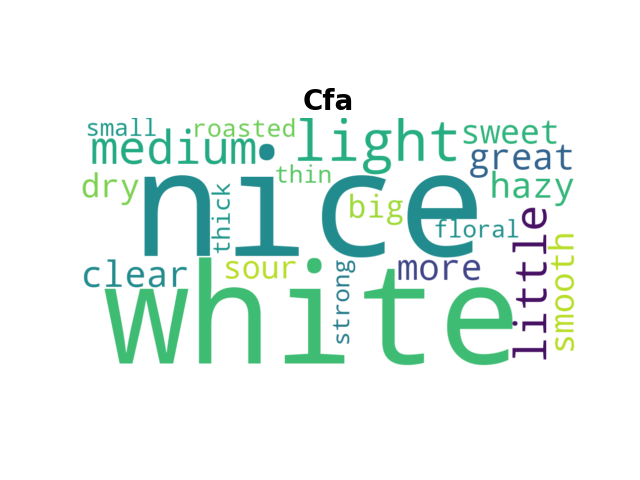 Cfa
small
roasted
light
sweet
medium
great
thin
dry
nice
hazy
thick
big
floral
little
clear
sour
strong
more
smooth
white